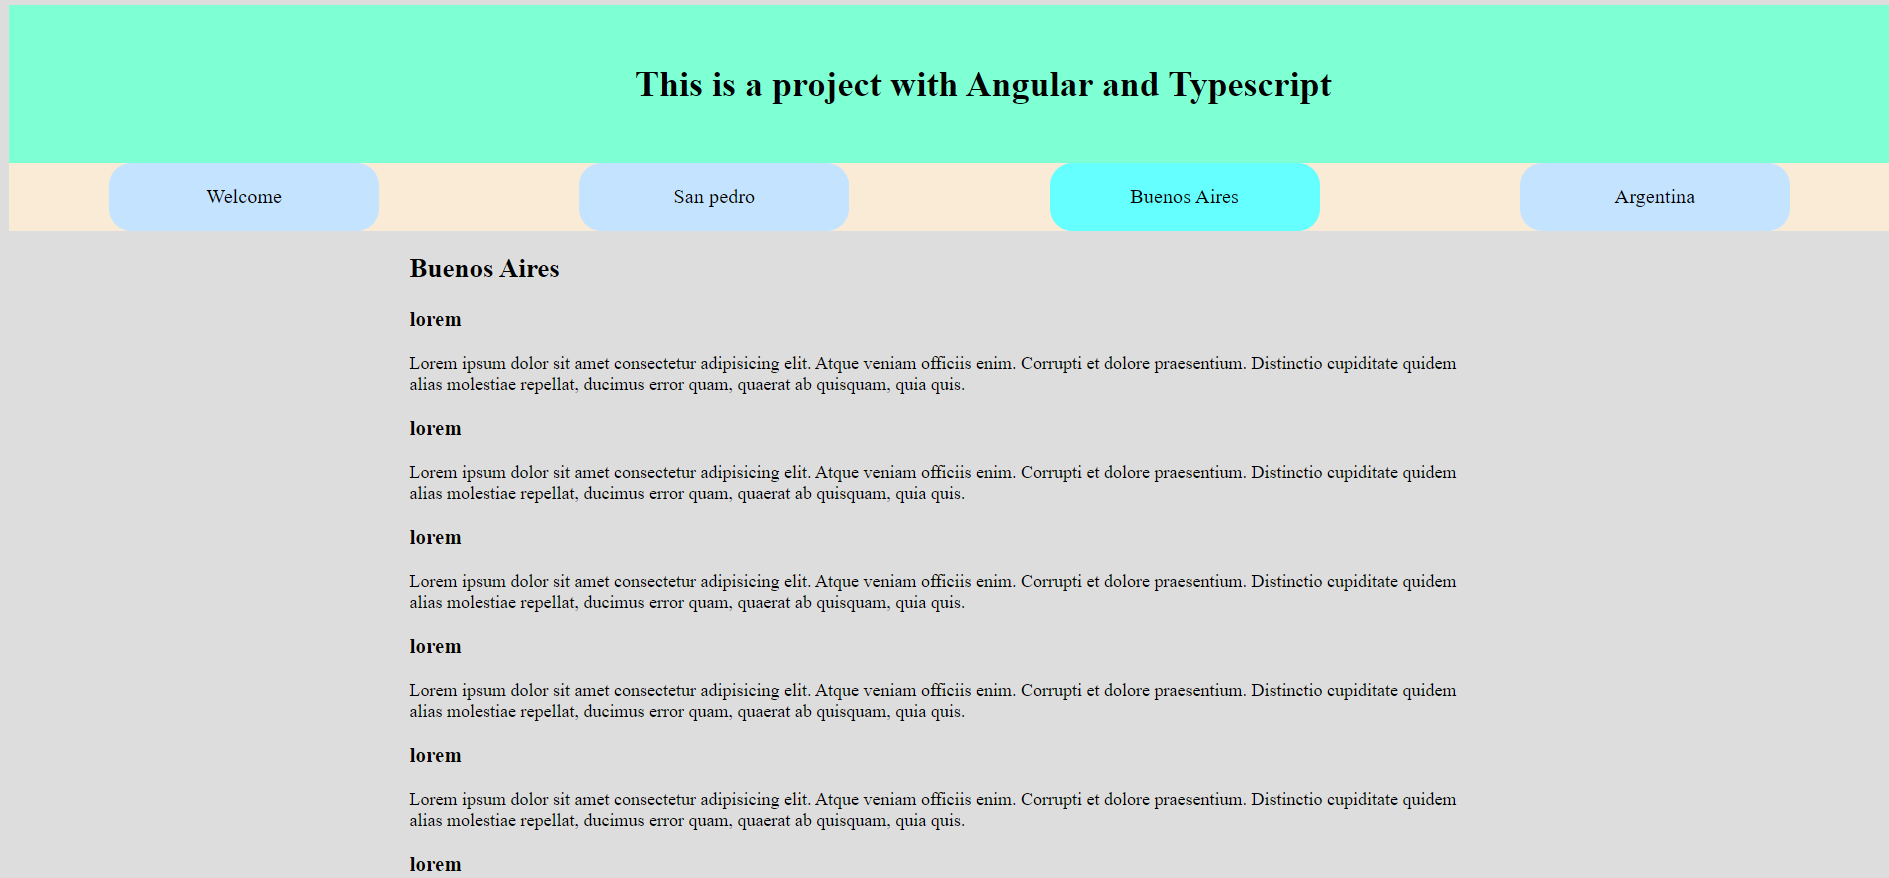 This is a project with Angular and Typescript
Welcome San pedro Buenos Aires Argentina
Buenos Aires
lorem
Lorem ipsum dolor sit amet consectetur adipisicing elit. Atque veniam officiis enim. Corrupti et dolore praesentium. Distinctio cupiditate quidem
alias molestiae repellat, ducimus error quam, quaerat ab quisquam, quia quis.
lorem
Lorem ipsum dolor sit amet consectetur adipisicing elit. Atque veniam officiis enim. Corrupti et dolore praesentium. Distinctio cupiditate quidem
alias molestiae repellat, ducimus error quam, quaerat ab quisquam, quia quis.
lorem
Lorem ipsum dolor sit amet consectetur adipisicing elit. Atque veniam officiis enim. Corrupti et dolore praesentium. Distinctio cupiditate quidem
alias molestiae repellat, ducimus error quam, quaerat ab quisquam, quia quis.
lorem
Lorem ipsum dolor sit amet consectetur adipisicing elit. Atque veniam officiis enim. Corrupti et dolore praesentium. Distinctio cupiditate quidem
alias molestiae repellat, ducimus error quam, quaerat ab quisquam, quia quis.
lorem
Lorem ipsum dolor sit amet consectetur adipisicing elit. Atque veniam officiis enim. Corrupti et dolore praesentium. Distinctio cupiditate quidem
alias molestiae repellat, ducimus error quam, quaerat ab quisquam, quia quis.
lorem